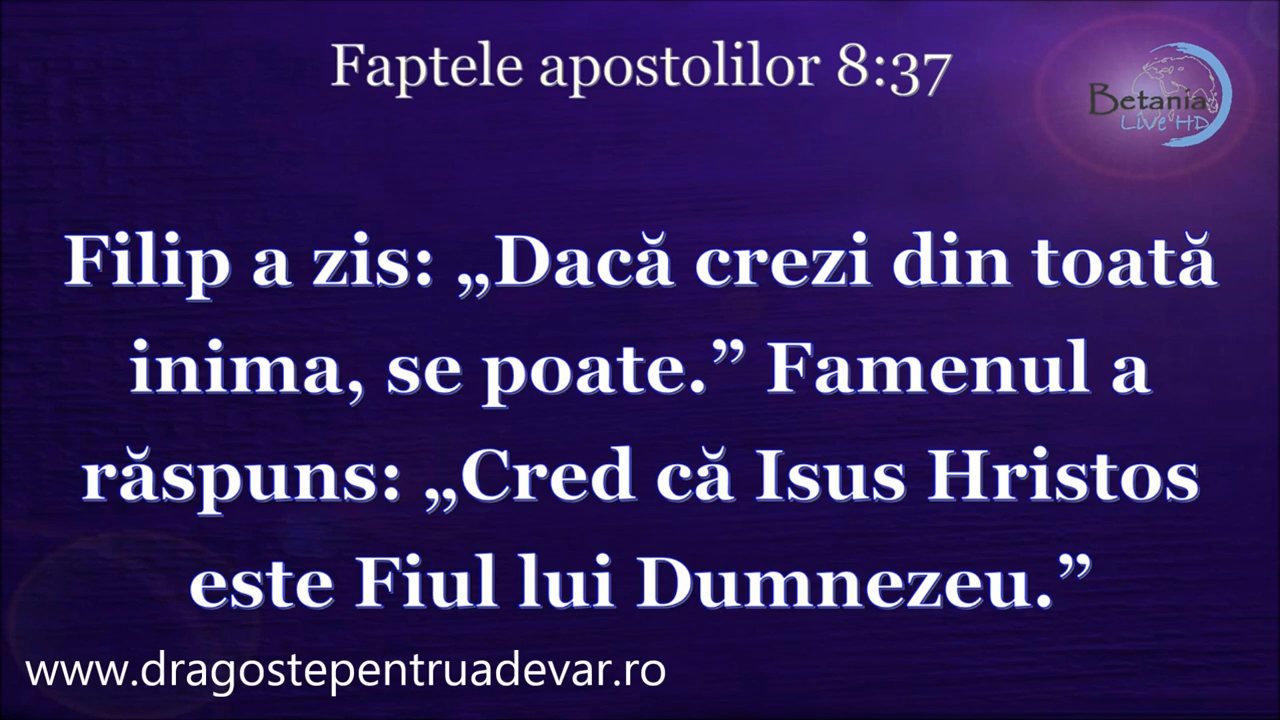 Faptele apostolilor 8:37
Betania
Live HD
Filip a zis: „Dacă crezi din toată
inima, se poate.” Famenul a
răspuns: „Cred că Isus Hristos
este Fiul lui Dumnezeu.”
www.dragostepentruadevar.ro